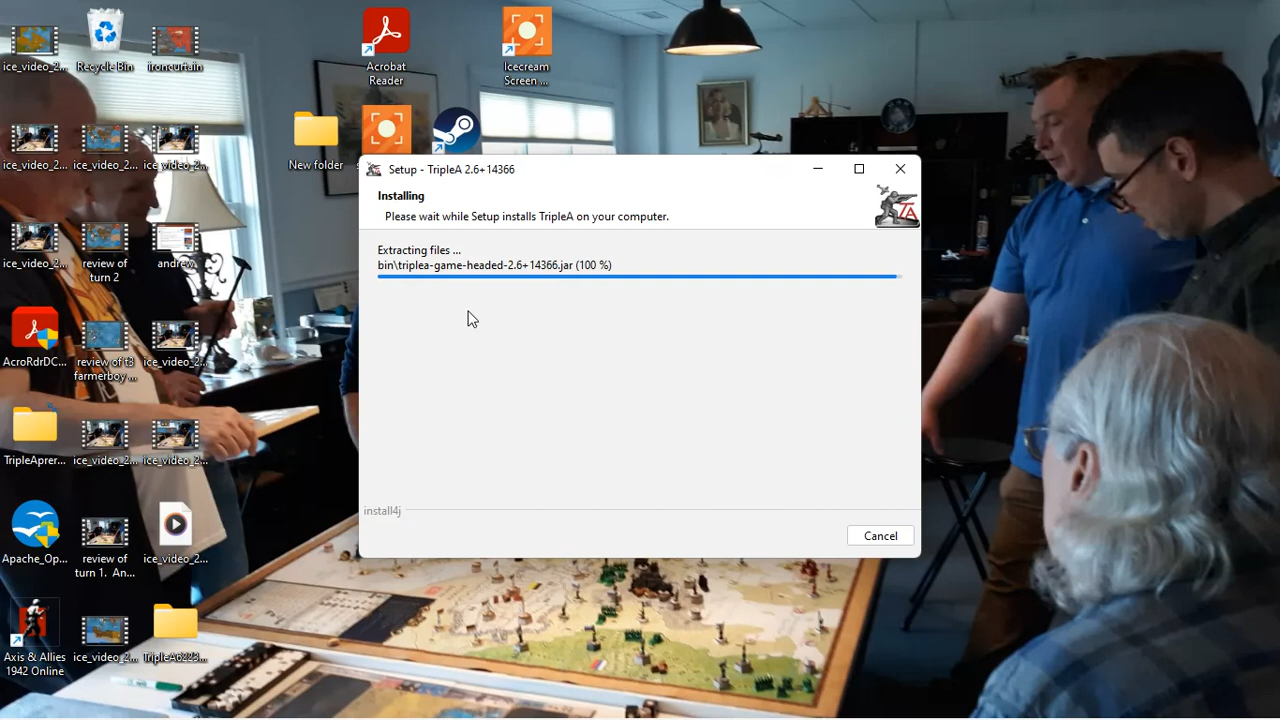 ice_video_2...
Recycle Bin
ironcurtain
Acrobat
Reader
Icecream
Screen ...
ice_video_2...
ice_video_2...
ice_video_2...
New folder
Setup - TripleA 2.6+14366
Installing
Please wait while Setup installs TripleA on your computer.
TA
Extracting files ...
bin\triplea-game-headed-2.6+14366.jar (100 %)
ice_video_2...
review of
turn 2
andrew
AcroRdrDC...
review of t3
farmerboy ...
ice_video_2...
TripleApre...
ice_video_2...
ice_video_2...
install4j
Cancel
Apache_Op...
review of
turn 1. An...
ice_video_2...
Axis & Allies
1942 Online
ice_video_2...
TripleA6223...